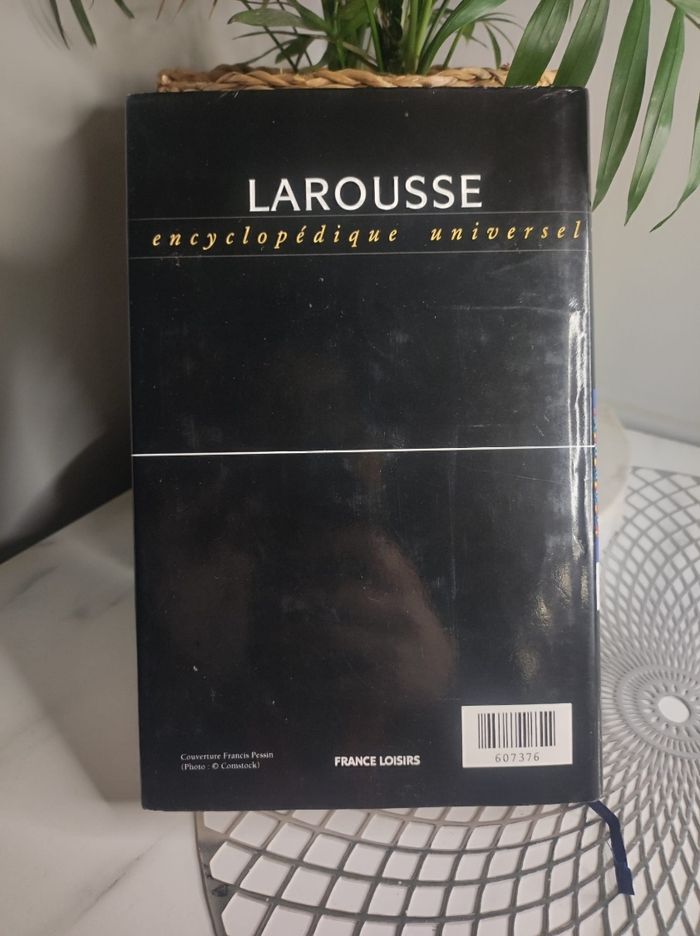 LAROUSSE
encyclopédique universel
Couverture Francis Pessin
(Photo : © Comstock)
FRANCE LOISIRS
607376